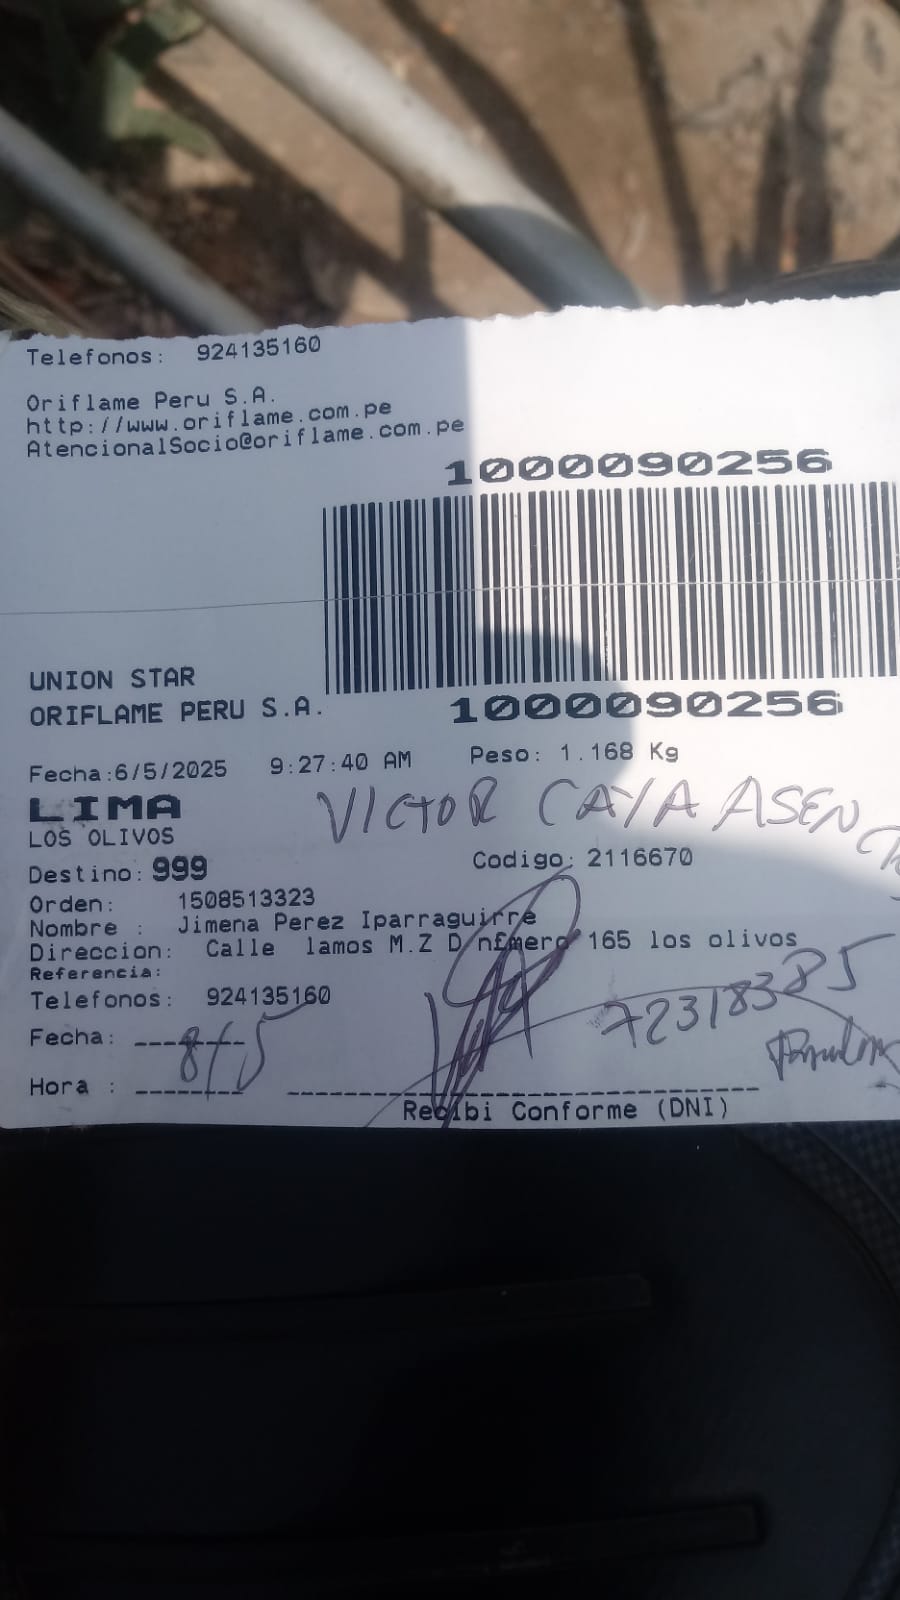 Telefonos: 924135160
Oriflame Peru S.A.
http://www.oriflame.com.pe
AtencionalSocio@oriflame.com.pe
1000090256
UNION STAR
ORIFLAME PERU S.A.
1000090256
Fecha:6/5/2025 9:27:40 AM Peso: 1.168 Kg
LIMA
VICTOR CAYA ASEN
LOS OLIVOS
Destino: 999 Codigo: 2116670
Orden: 1508513323
Nombre : Jimena Perez Iparraguirre
Direccion: Calle lamos M.Z D n£mero 165 los olivos
Referencia:
Telefonos: 924135160
72318385
Fecha: 8/5
Hora :
Recibi Conforme (DNI)